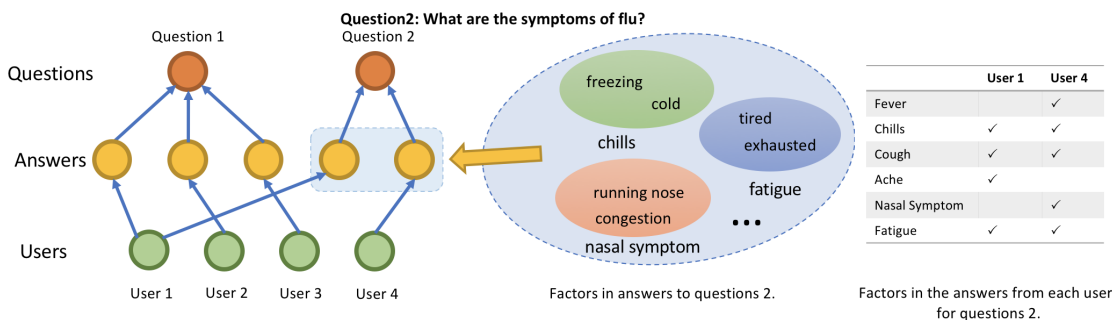 Question2: What are the symptoms of flu?
Question 1
Question 2
Questions
Answers
Users
User 1
User 2
User 3
User 4
freezing
cold
chills
tired
exhausted
fatigue
running nose
congestion
nasal symptom
...
Factors in answers to questions 2.
User 1 User 4
Fever ✓
Chills ✓ ✓
Cough ✓ ✓
Ache ✓
Nasal Symptom ✓
Fatigue ✓ ✓
Factors in the answers from each user
for questions 2.